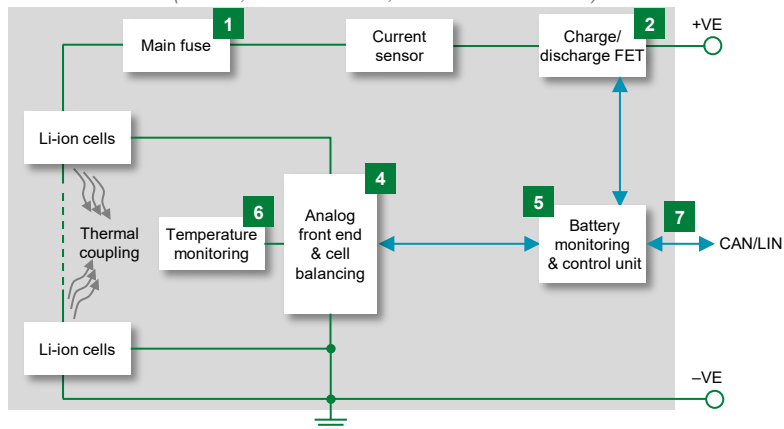 1
2
Main fuse
Current
sensor
Charge/
discharge FET
+VE
Li-ion cells
4
Analog
front end
& cell
balancing
6
Temperature
monitoring
Thermal
coupling
5
Battery
monitoring
& control unit
7
CAN/LIN
Li-ion cells
–VE